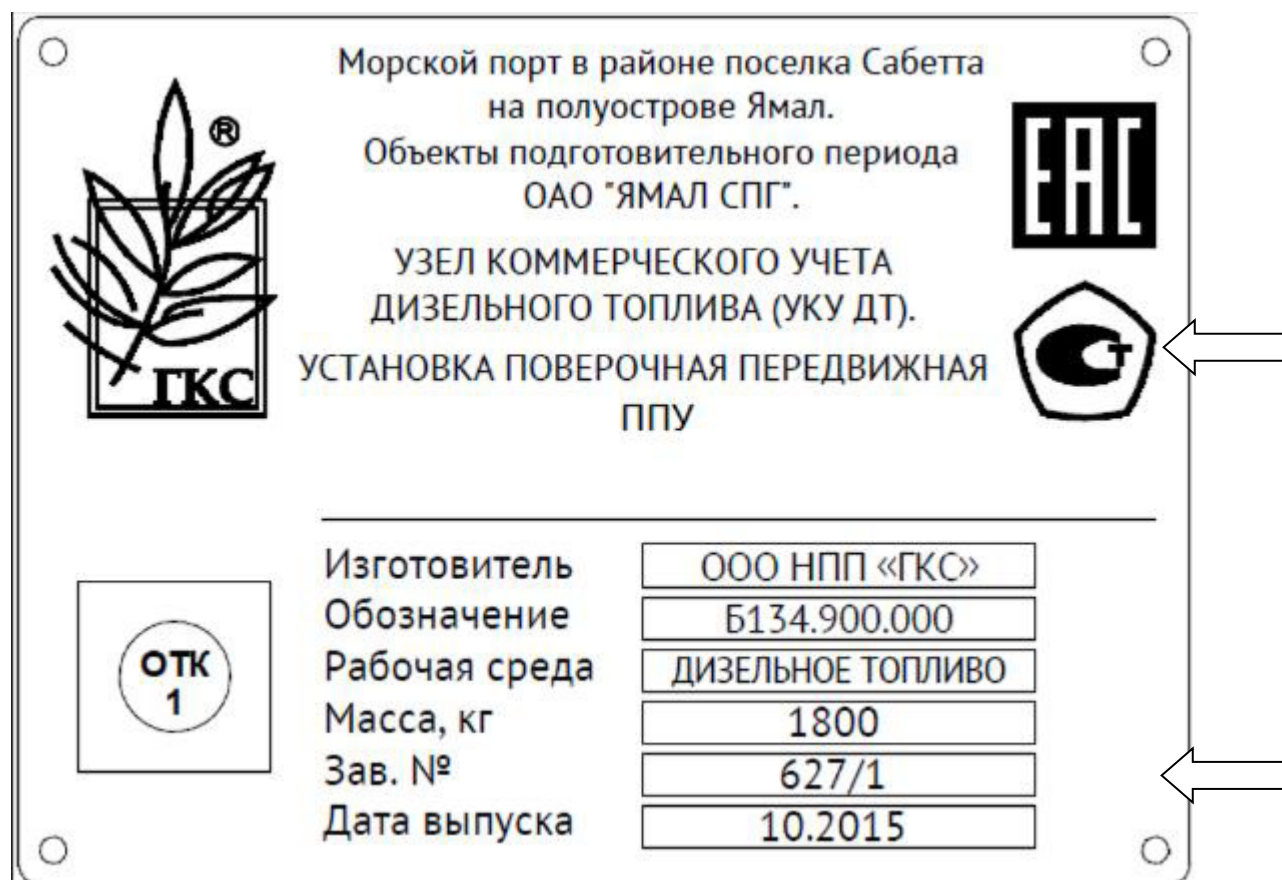 Морской порт в районе поселка Сабетта
на полуострове Ямал.
Объекты подготовительного периода
ОАО "ЯМАЛ СПГ".
УЗЕЛ КОММЕРЧЕСКОГО УЧЕТА
ДИЗЕЛЬНОГО ТОПЛИВА (УКУ ДТ).
УСТАНОВКА ПОВЕРОЧНАЯ ПЕРЕДВИЖНАЯ
ППУ
®
ГКС
ЕАС
Т
Изготовитель ООО НПП «ГКС»
Обозначение Б134.900.000
Рабочая среда ДИЗЕЛЬНОЕ ТОПЛИВО
Масса, кг 1800
Зав. № 627/1
Дата выпуска 10.2015
ОТК
1